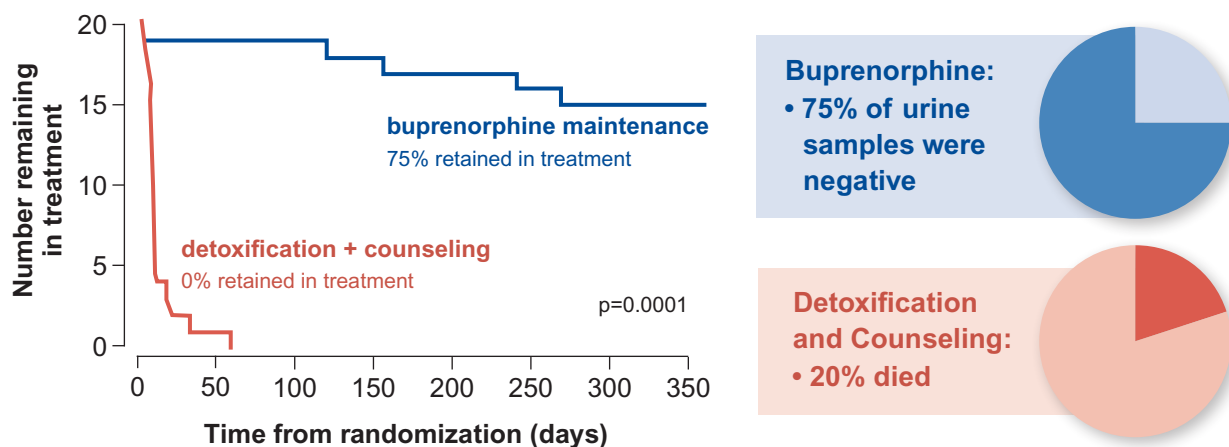 Number remaining
in treatment
20
15
10
5
0
buprenorphine maintenance
75% retained in treatment
detoxification + counseling
0% retained in treatment
p=0.0001
0
50
100
150
200
250
300
350
Time from randomization (days)
Buprenorphine:
• 75% of urine
samples were
negative
Detoxification
and Counseling:
• 20% died